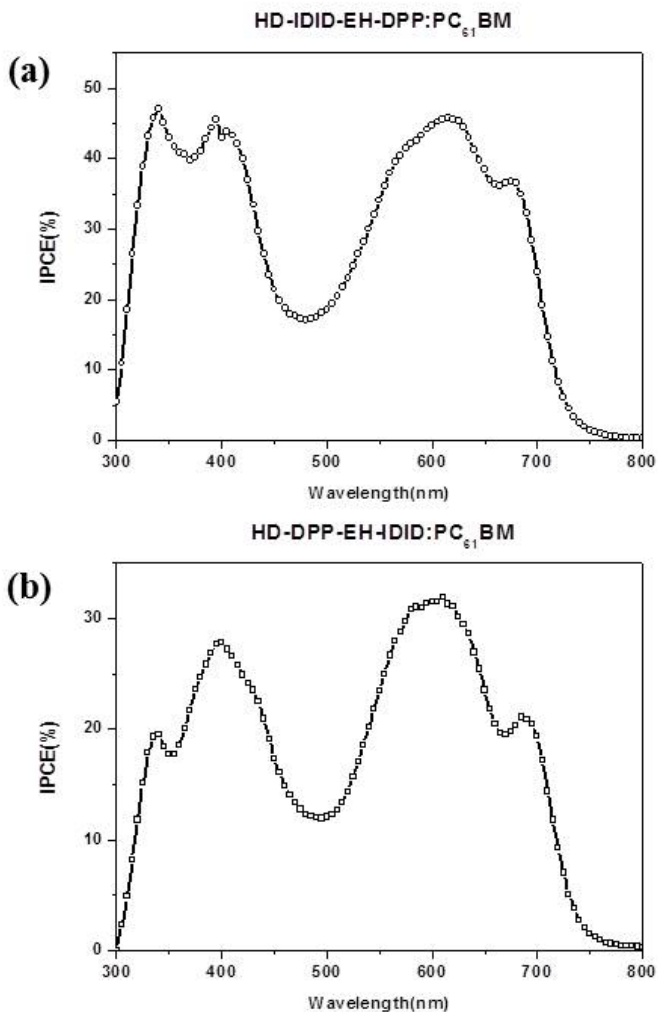 HD-IDID-EH-DPP:PC61BM
(a)
50
40
30
20
10
0
IPCE(%)
300 400 500 600 700 800
Wavelength(nm)
HD-DPP-EH-IDID:PC61BM
(b)
30
20
10
0
IPCE(%)
300 400 500 600 700 800
Wavelength(nm)